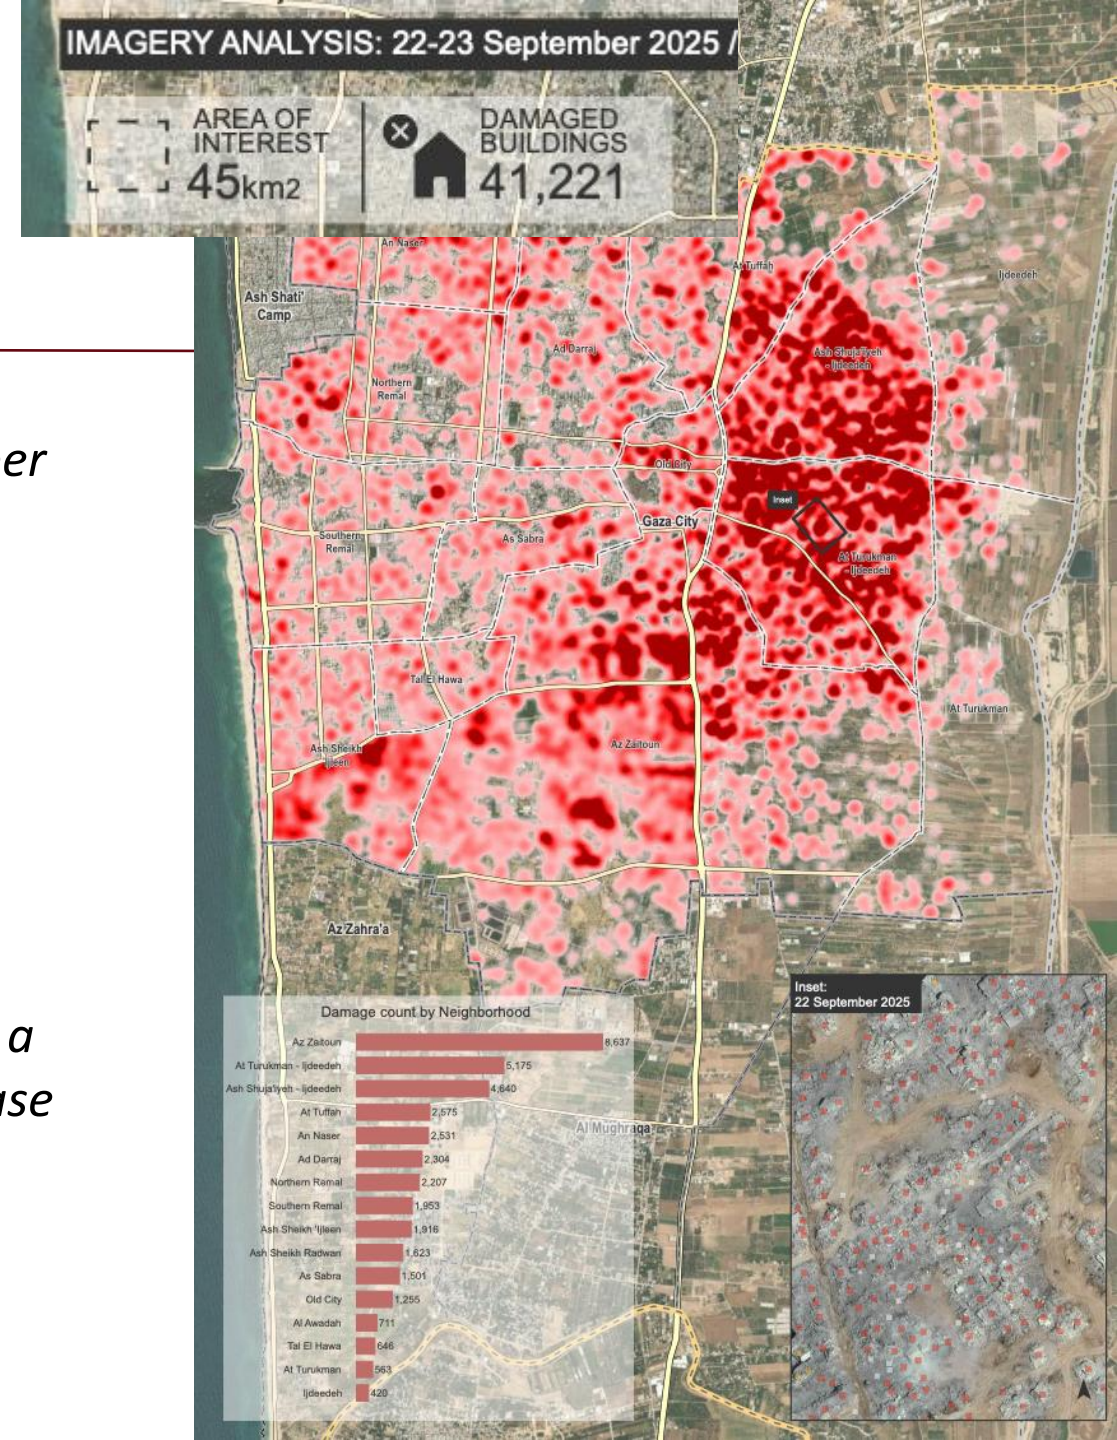 IMAGERY ANALYSIS: 22-23 September 2025 /
AREA OF
INTEREST
45km2
DAMAGED
BUILDINGS
41,221
An Naser
At Tuffah
Ijdeedeh
Ash Shati'
Camp
Ad Darraj
Ash Shuja'iyeh
- Ijdeedeh
Northern
Remal
er
Old City
Inset
Gaza City
Southern
Remal
As Sabra
At Turukman
- Ijdeedeh
Tal El Hawa
At Turukman
Ash Sheikh
'Ijleen
Az Zaitoun
Az Zahra'a
Inset:
22 September 2025
a
ase
Damage count by Neighborhood
Az Zaitoun 8,637
At Turukman - Ijdeedeh 5,175
Ash Shuja'iyeh - Ijdeedeh 4,640
At Tuffah 2,575
An Naser 2,531
Ad Darraj 2,304
Northern Remal 2,207
Southern Remal 1,953
Ash Sheikh 'Ijleen 1,916
Ash Sheikh Radwan 1,623
As Sabra 1,501
Old City 1,255
Al Awadah 711
Tal El Hawa 646
At Turukman 563
Ijdeedeh 420
Al Mughraqa